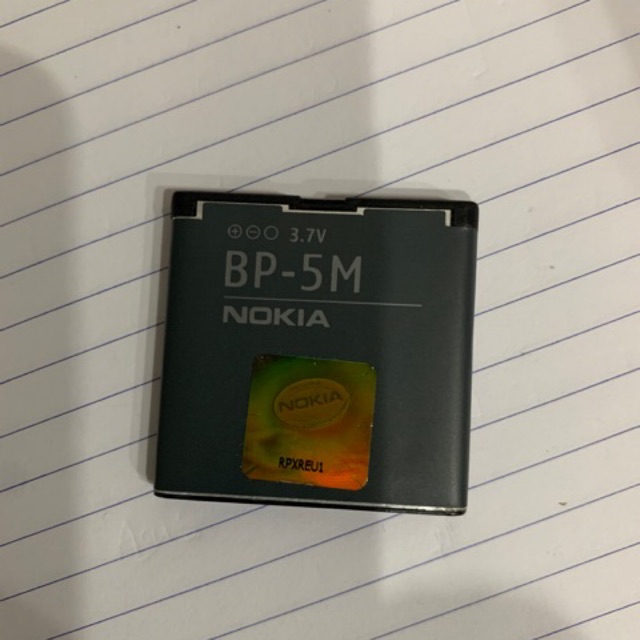 3.7V
BP-5M
NOKIA
NOKIA
RPXREU1